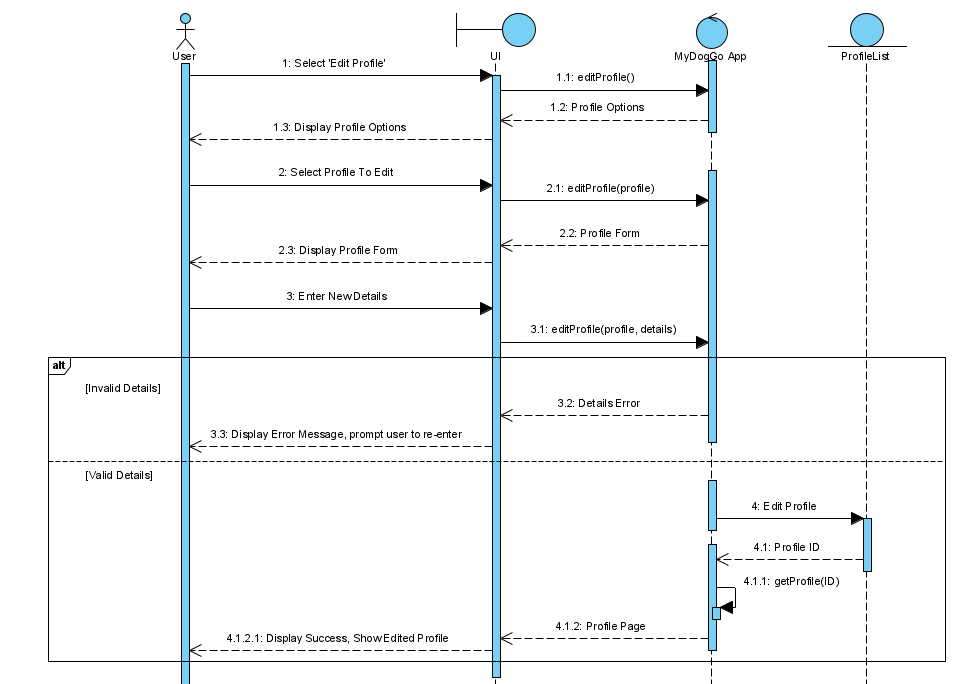 User
UI
MyDogGo App
ProfileList
1: Select 'Edit Profile'
1.1: editProfile()
1.2: Profile Options
1.3: Display Profile Options
2: Select Profile To Edit
2.1: editProfile(profile)
2.2: Profile Form
2.3: Display Profile Form
3: Enter New Details
3.1: editProfile(profile, details)
alt
[Invalid Details]
3.2: Details Error
3.3: Display Error Message, prompt user to re-enter
[Valid Details]
4: Edit Profile
4.1: Profile ID
4.1.1: getProfile(ID)
4.1.2: Profile Page
4.1.2.1: Display Success, Show Edited Profile